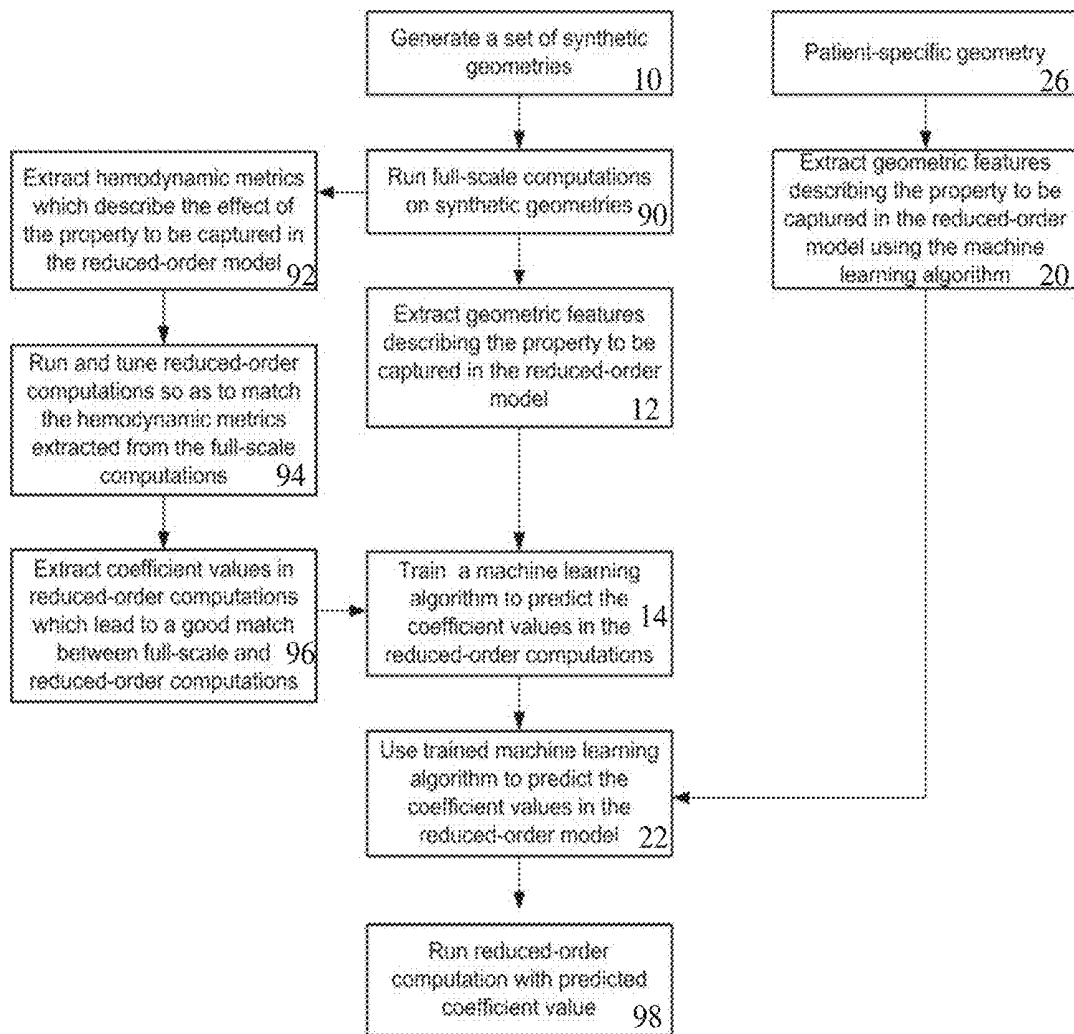 Generate a set of synthetic
geometries
10
Patient-specific geometry
26
Run full-scale computations
on synthetic geometries
90
Extract hemodynamic metrics
which describe the effect of
the property to be captured in
the reduced-order model
92
Extract geometric features
describing the property to be
captured in the reduced-order
model using the machine
learning algorithm
20
Extract geometric features
describing the property to be
captured in the reduced-order
model
12
Run and tune reduced-order
computations so as to match
the hemodynamic metrics
extracted from the full-scale
computations
94
Extract coefficient values in
reduced-order computations
which lead to a good match
between full-scale and
reduced-order computations
96
Train a machine learning
algorithm to predict the
coefficient values in the
reduced-order computations
14
Use trained machine learning
algorithm to predict the
coefficient values in the
reduced-order model
22
Run reduced-order
computation with predicted
coefficient value
98